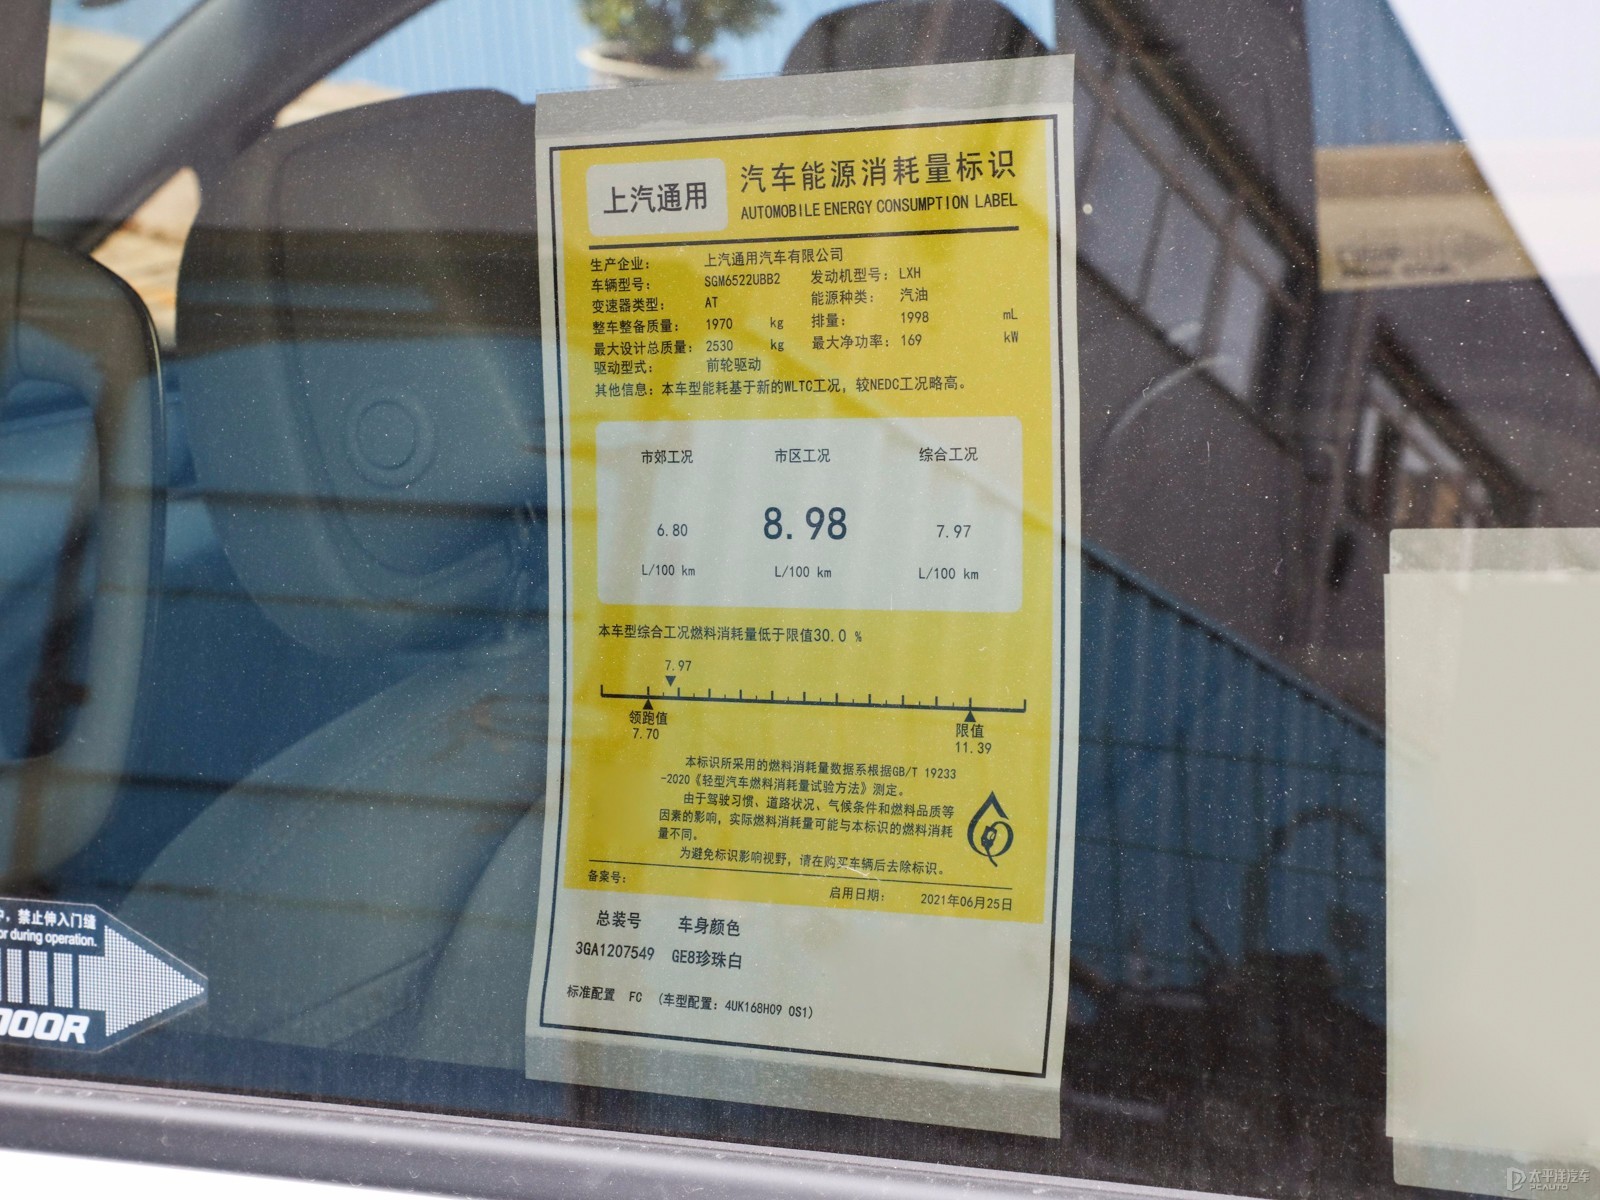 上汽通用
汽车能源消耗量标识
AUTOMOBILE ENERGY CONSUMPTION LABEL
生产企业: 上汽通用汽车有限公司
车辆型号: SGM6522UBB2 发动机型号: LXH
变速器类型: AT 能源种类: 汽油
整车整备质量: 1970 kg 排量: 1998 mL
最大设计总质量: 2530 kg 最大净功率: 169 kW
驱动型式: 前轮驱动
其他信息: 本车型能耗基于新的WLTC工况, 较NEDC工况略高。
市郊工况 市区工况 综合工况
6.80 8.98 7.97
L/100 km L/100 km L/100 km
本车型综合工况燃料消耗量低于限值30.0 %
7.97
领跑值 限值
7.70 11.39
本标识所采用的燃料消耗量数据系根据GB/T 19233
-2020《轻型汽车燃料消耗量试验方法》测定。
由于驾驶习惯、道路状况、气候条件和燃料品质等
因素的影响, 实际燃料消耗量可能与本标识的燃料消耗
量不同。
为避免标识影响视野, 请在购买车辆后去除标识。
备案号:
启用日期: 2021年06月25日
总装号 车身颜色
3GA1207549 GE8珍珠白
标准配置 FC (车型配置: 4UK168H09 0S1)
, 禁止伸入门缝
or during operation.
DOOR
太平洋汽车
PCAUTO